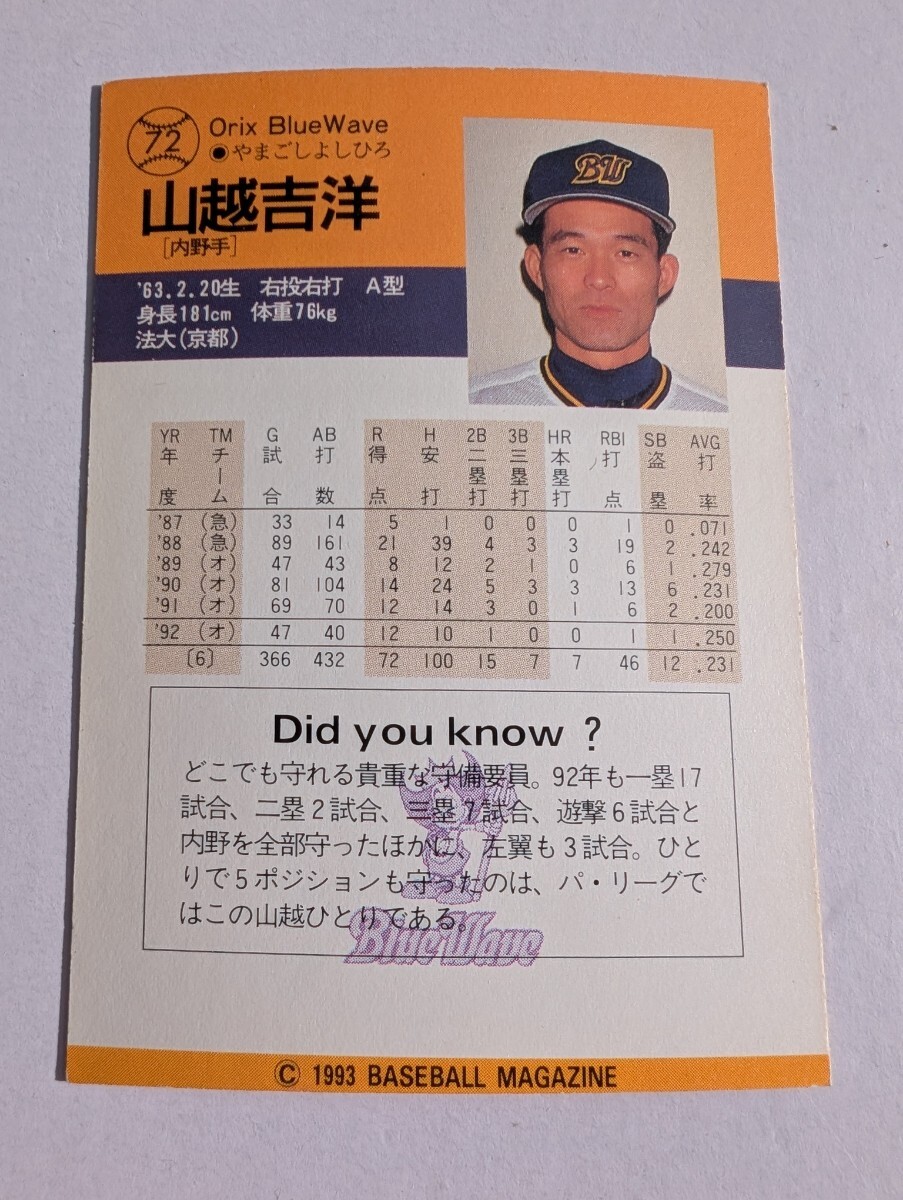 72
Orix BlueWave
●やまごしよしひろ
山越吉洋
[内野手]
BW
'63.2.20生 右投右打 A型
身長181cm 体重76kg
法大(京都)
YR TM G AB R H 2B 3B HR RBI SB AVG
年度 チーム 試合 打数 得点 安打 二塁打 三塁打 本塁打 打点 盗塁 打率
'87 (急) 33 14 5 1 0 0 0 1 0 .071
'88 (急) 89 161 21 39 4 3 3 19 2 .242
'89 (オ) 47 43 8 12 2 1 0 6 1 .279
'90 (オ) 81 104 14 24 5 3 3 13 6 .231
'91 (オ) 69 70 12 14 3 0 1 6 2 .200
'92 (オ) 47 40 12 10 1 0 0 1 1 .250
〔6〕 366 432 72 100 15 7 7 46 12 .231
Did you know ?
どこでも守れる貴重な守備要員。92年も一塁17
試合、二塁2試合、三塁7試合、遊撃6試合と
内野を全部守ったほかに、左翼も3試合。ひと
りで5ポジションも守ったのは、パ・リーグで
はこの山越ひとりである。
BlueWave
© 1993 BASEBALL MAGAZINE